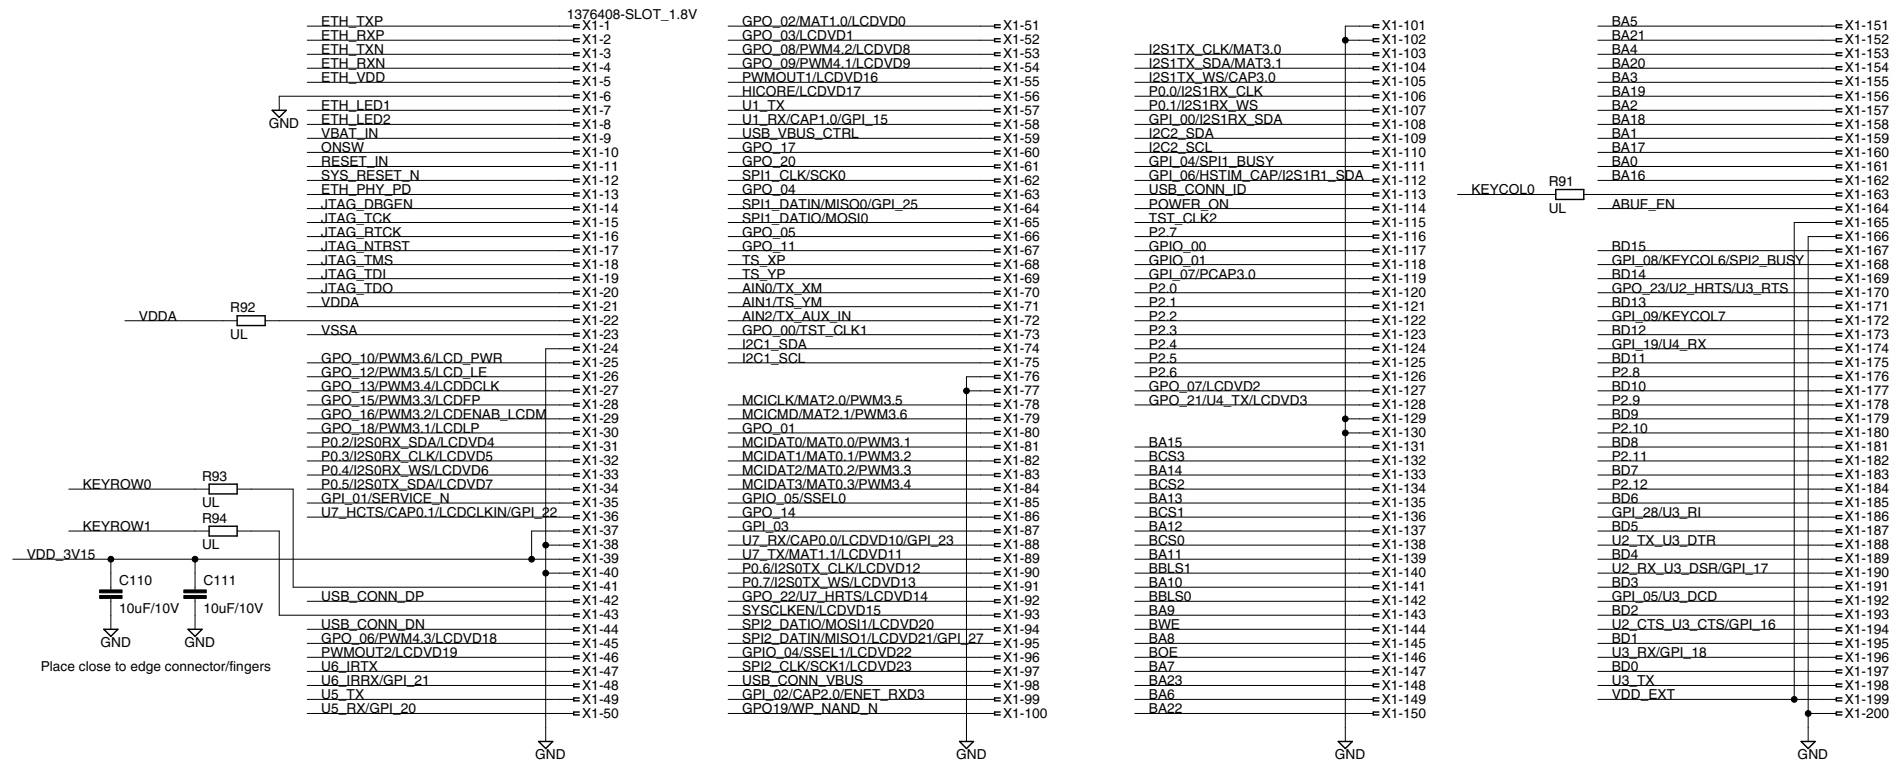 1376408-SLOT_1.8V
ETH_TXP X1-1
ETH_RXP X1-2
ETH_TXN X1-3
ETH_RXN X1-4
ETH_VDD X1-5
X1-6
GND
ETH_LED1 X1-7
ETH_LED2 X1-8
VBAT_IN X1-9
ONSW X1-10
RESET_IN X1-11
SYS_RESET_N X1-12
ETH_PHY_PD X1-13
JTAG_DBGEN X1-14
JTAG_TCK X1-15
JTAG_RTCK X1-16
JTAG_NTRST X1-17
JTAG_TMS X1-18
JTAG_TDI X1-19
JTAG_TDO X1-20
VDDA X1-21
VDDA R92 UL X1-22
VSSA X1-23
X1-24
GPO_10/PWM3.6/LCD_PWR X1-25
GPO_12/PWM3.5/LCD_LE X1-26
GPO_13/PWM3.4/LCDDCLK X1-27
GPO_15/PWM3.3/LCDFP X1-28
GPO_16/PWM3.2/LCDENAB_LCDM X1-29
GPO_18/PWM3.1/LCDLP X1-30
P0.2/I2S0RX_SDA/LCDVD4 X1-31
P0.3/I2S0RX_CLK/LCDVD5 X1-32
P0.4/I2S0RX_WS/LCDVD6 X1-33
P0.5/I2S0TX_SDA/LCDVD7 X1-34
GPI_01/SERVICE_N X1-35
U7_HCTS/CAP0.1/LCDCLKIN/GPI_22 X1-36
X1-37
X1-38
X1-39
X1-40
X1-41
USB_CONN_DP X1-42
X1-43
USB_CONN_DN X1-44
GPO_06/PWM4.3/LCDVD18 X1-45
PWMOUT2/LCDVD19 X1-46
U6_IRTX X1-47
U6_IRRX/GPI_21 X1-48
U5_TX X1-49
U5_RX/GPI_20 X1-50
GND
KEYROW0 R93 UL
KEYROW1 R94 UL
VDD_3V15
C110 C111
10uF/10V 10uF/10V
GND GND
Place close to edge connector/fingers
GPO_02/MAT1.0/LCDVD0 X1-51
GPO_03/LCDVD1 X1-52
GPO_08/PWM4.2/LCDVD8 X1-53
GPO_09/PWM4.1/LCDVD9 X1-54
PWMOUT1/LCDVD16 X1-55
HICORE/LCDVD17 X1-56
U1_TX X1-57
U1_RX/CAP1.0/GPI_15 X1-58
USB_VBUS_CTRL X1-59
GPO_17 X1-60
GPO_20 X1-61
SPI1_CLK/SCK0 X1-62
GPO_04 X1-63
SPI1_DATIN/MISO0/GPI_25 X1-64
SPI1_DATIO/MOSI0 X1-65
GPO_05 X1-66
GPO_11 X1-67
TS_XP X1-68
TS_YP X1-69
AIN0/TX_XM X1-70
AIN1/TS_YM X1-71
AIN2/TX_AUX_IN X1-72
GPO_00/TST_CLK1 X1-73
I2C1_SDA X1-74
I2C1_SCL X1-75
X1-76
X1-77
MCICLK/MAT2.0/PWM3.5 X1-78
MCICMD/MAT2.1/PWM3.6 X1-79
GPO_01 X1-80
MCIDAT0/MAT0.0/PWM3.1 X1-81
MCIDAT1/MAT0.1/PWM3.2 X1-82
MCIDAT2/MAT0.2/PWM3.3 X1-83
MCIDAT3/MAT0.3/PWM3.4 X1-84
GPIO_05/SSEL0 X1-85
GPO_14 X1-86
GPI_03 X1-87
U7_RX/CAP0.0/LCDVD10/GPI_23 X1-88
U7_TX/MAT1.1/LCDVD11 X1-89
P0.6/I2S0TX_CLK/LCDVD12 X1-90
P0.7/I2S0TX_WS/LCDVD13 X1-91
GPO_22/U7_HRTS/LCDVD14 X1-92
SYSCLKEN/LCDVD15 X1-93
SPI2_DATIO/MOSI1/LCDVD20 X1-94
SPI2_DATIN/MISO1/LCDVD21/GPI_27 X1-95
GPIO_04/SSEL1/LCDVD22 X1-96
SPI2_CLK/SCK1/LCDVD23 X1-97
USB_CONN_VBUS X1-98
GPI_02/CAP2.0/ENET_RXD3 X1-99
GPO19/WP_NAND_N X1-100
GND
X1-101
X1-102
I2S1TX_CLK/MAT3.0 X1-103
I2S1TX_SDA/MAT3.1 X1-104
I2S1TX_WS/CAP3.0 X1-105
P0.0/I2S1RX_CLK X1-106
P0.1/I2S1RX_WS X1-107
GPI_00/I2S1RX_SDA X1-108
I2C2_SDA X1-109
I2C2_SCL X1-110
GPI_04/SPI1_BUSY X1-111
GPI_06/HSTIM_CAP/I2S1R1_SDA X1-112
USB_CONN_ID X1-113
POWER_ON X1-114
TST_CLK2 X1-115
P2.7 X1-116
GPIO_00 X1-117
GPIO_01 X1-118
GPI_07/PCAP3.0 X1-119
P2.0 X1-120
P2.1 X1-121
P2.2 X1-122
P2.3 X1-123
P2.4 X1-124
P2.5 X1-125
P2.6 X1-126
GPO_07/LCDVD2 X1-127
GPO_21/U4_TX/LCDVD3 X1-128
X1-129
X1-130
BA15 X1-131
BCS3 X1-132
BA14 X1-133
BCS2 X1-134
BA13 X1-135
BCS1 X1-136
BA12 X1-137
BCS0 X1-138
BA11 X1-139
BBLS1 X1-140
BA10 X1-141
BBLS0 X1-142
BA9 X1-143
BWE X1-144
BA8 X1-145
BOE X1-146
BA7 X1-147
BA23 X1-148
BA6 X1-149
BA22 X1-150
GND
BA5 X1-151
BA21 X1-152
BA4 X1-153
BA20 X1-154
BA3 X1-155
BA19 X1-156
BA2 X1-157
BA18 X1-158
BA1 X1-159
BA17 X1-160
BA0 X1-161
BA16 X1-162
KEYCOL0 R91 UL X1-163
ABUF_EN X1-164
X1-165
X1-166
BD15 X1-167
GPI_08/KEYCOL6/SPI2_BUSY X1-168
BD14 X1-169
GPO_23/U2_HRTS/U3_RTS X1-170
BD13 X1-171
GPI_09/KEYCOL7 X1-172
BD12 X1-173
GPI_19/U4_RX X1-174
BD11 X1-175
P2.8 X1-176
BD10 X1-177
P2.9 X1-178
BD9 X1-179
P2.10 X1-180
BD8 X1-181
P2.11 X1-182
BD7 X1-183
P2.12 X1-184
BD6 X1-185
GPI_28/U3_RI X1-186
BD5 X1-187
U2_TX_U3_DTR X1-188
BD4 X1-189
U2_RX_U3_DSR/GPI_17 X1-190
BD3 X1-191
GPI_05/U3_DCD X1-192
BD2 X1-193
U2_CTS_U3_CTS/GPI_16 X1-194
BD1 X1-195
U3_RX/GPI_18 X1-196
BD0 X1-197
U3_TX X1-198
VDD_EXT X1-199
X1-200
GND